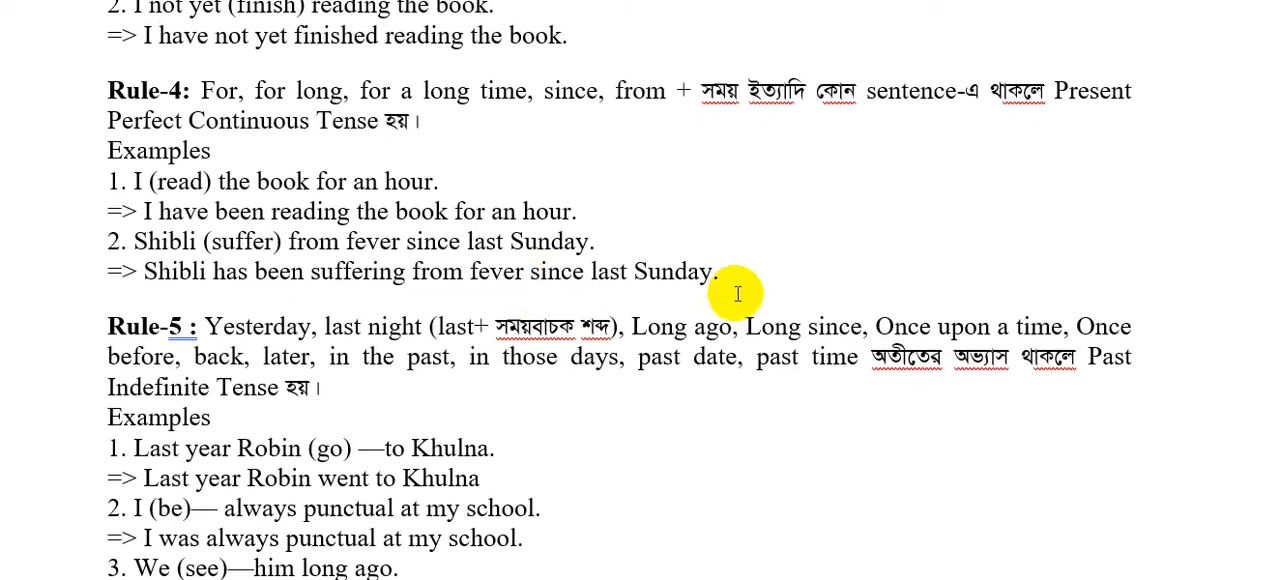 2. I not yet (finish) reading the book.
=> I have not yet finished reading the book.
Rule-4: For, for long, for a long time, since, from + সময় ইত্যাদি কোন sentence-এ থাকলে Present
Perfect Continuous Tense হয়।
Examples
1. I (read) the book for an hour.
=> I have been reading the book for an hour.
2. Shibli (suffer) from fever since last Sunday.
=> Shibli has been suffering from fever since last Sunday.
Rule-5 : Yesterday, last night (last+ সময়বাচক শব্দ), Long ago, Long since, Once upon a time, Once
before, back, later, in the past, in those days, past date, past time অতীতের অভ্যাস থাকলে Past
Indefinite Tense হয়।
Examples
1. Last year Robin (go) —to Khulna.
=> Last year Robin went to Khulna
2. I (be)— always punctual at my school.
=> I was always punctual at my school.
3. We (see)—him long ago.